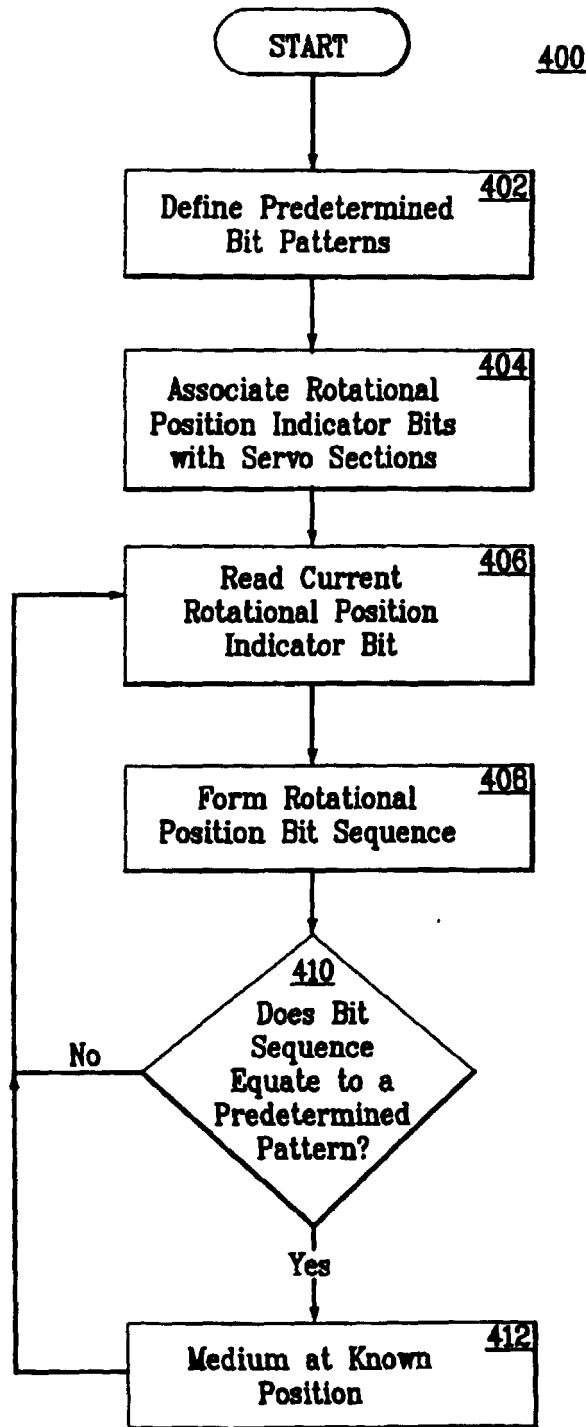 START
400
402
Define Predetermined
Bit Patterns
404
Associate Rotational
Position Indicator Bits
with Servo Sections
406
Read Current
Rotational Position
Indicator Bit
408
Form Rotational
Position Bit Sequence
410
Does Bit
Sequence
Equate to a
Predetermined
Pattern?
No
Yes
412
Medium at Known
Position